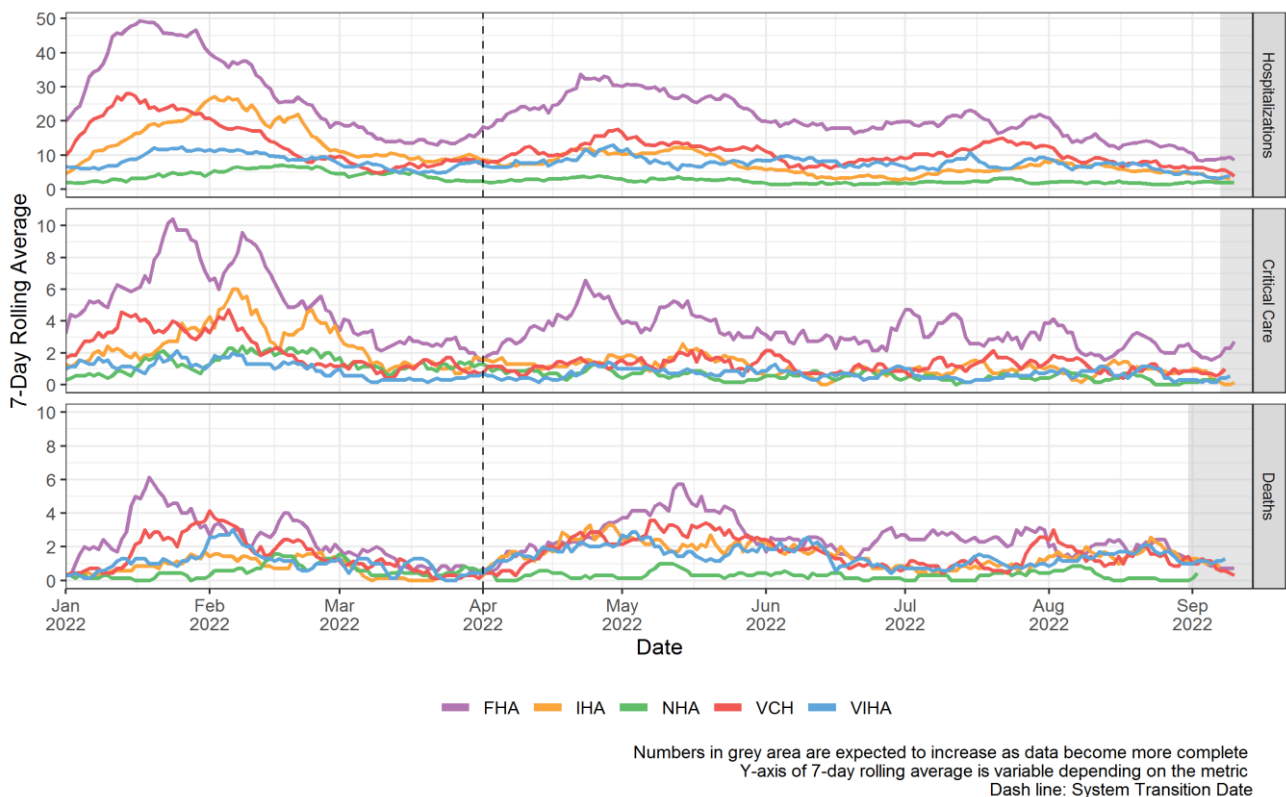 7-Day Rolling Average
50
40
30
20
10
0
Hospitalizations
10
8
6
4
2
0
Critical Care
10
8
6
4
2
0
Deaths
Jan Feb Mar Apr May Jun Jul Aug Sep
2022 2022 2022 2022 2022 2022 2022 2022 2022
Date
FHA IHA NHA VCH VIHA
Numbers in grey area are expected to increase as data become more complete
Y-axis of 7-day rolling average is variable depending on the metric
Dash line: System Transition Date